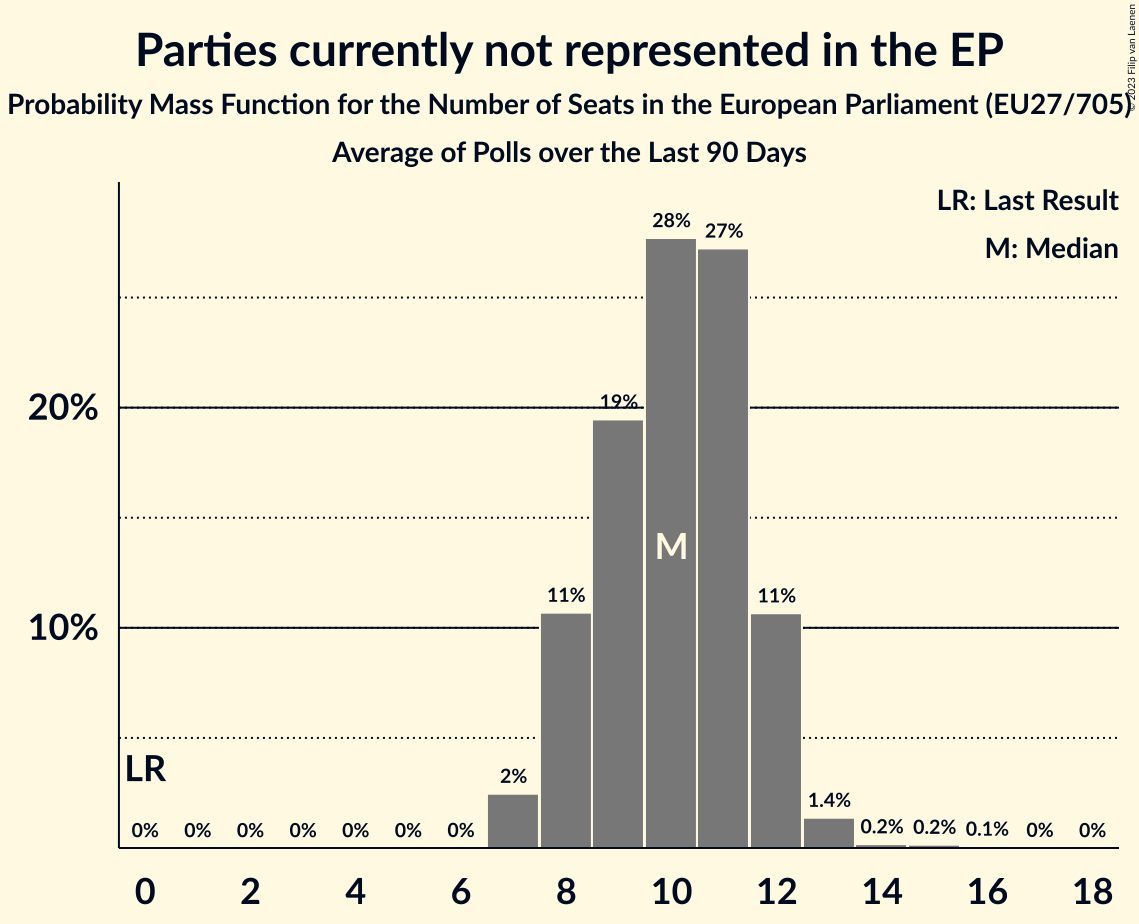 Parties currently not represented in the EP
Probability Mass Function for the Number of Seats in the European Parliament (EU27/705)
Average of Polls over the Last 90 Days
© 2023 Filip van Laenen
LR: Last Result
M: Median
28%
27%
20%
19%
M
11%
11%
10%
LR
2%
1.4%
0% 0% 0% 0% 0% 0% 0% 0.2% 0.2% 0.1% 0% 0%
0 2 4 6 8 10 12 14 16 18